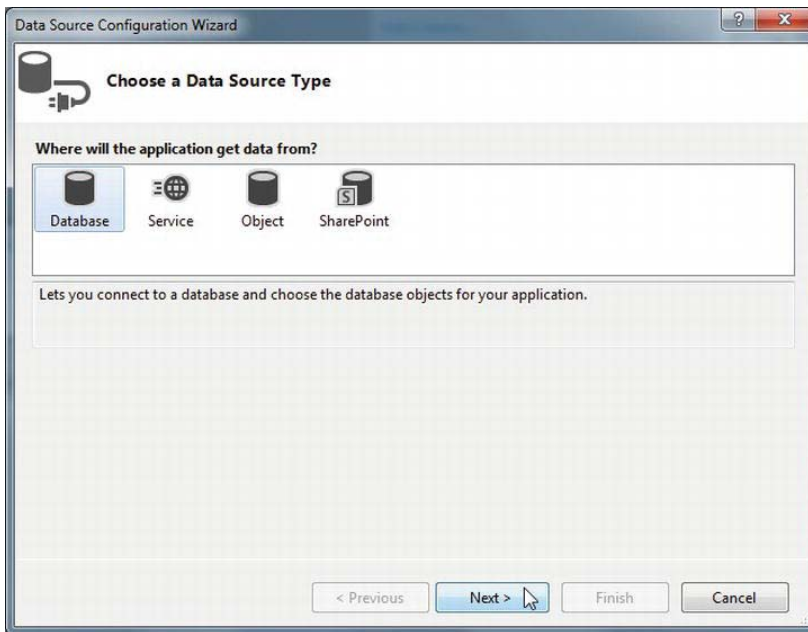 Data Source Configuration Wizard
?
Choose a Data Source Type
Where will the application get data from?
Database Service Object SharePoint
S
Lets you connect to a database and choose the database objects for your application.
< Previous Next > Finish Cancel